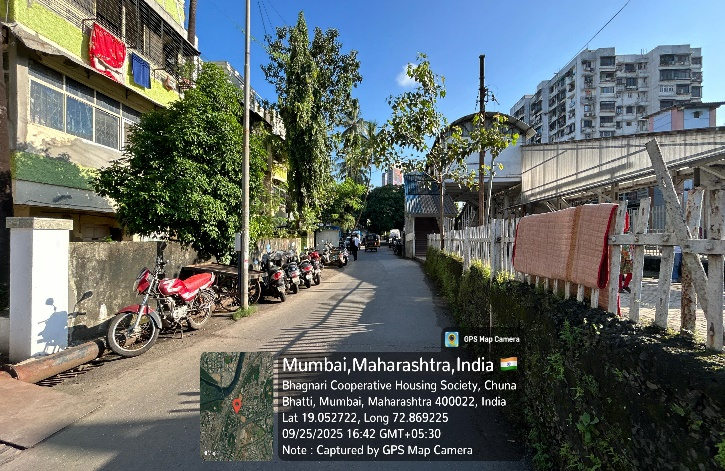 GPS Map Camera
Mumbai,Maharashtra,India
Bhagnari Cooperative Housing Society, Chuna
Bhatti, Mumbai, Maharashtra 400022, India
Lat 19.052722, Long 72.869225
09/25/2025 16:42 GMT+05:30
Note : Captured by GPS Map Camera